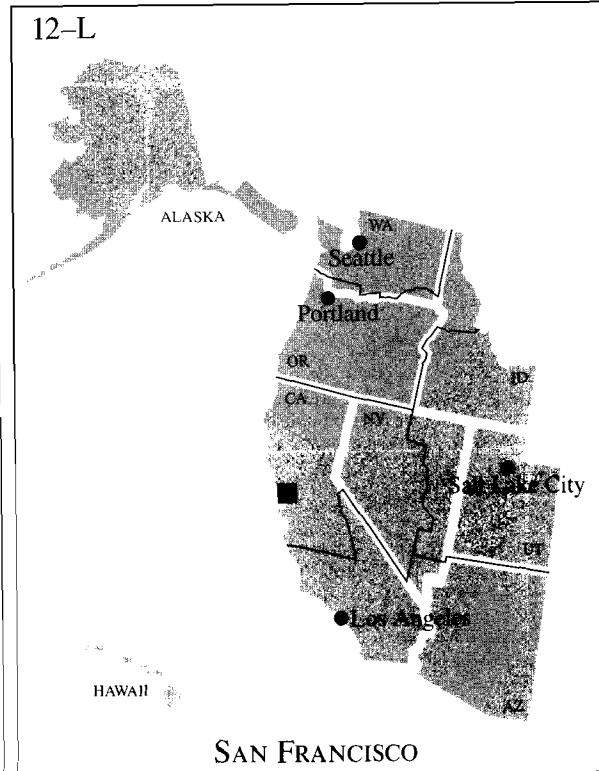 12–L
ALASKA
WA
Seattle
Portland
OR
ID
CA
NV
Salt Lake City
UT
Los Angeles
HAWAII
AZ
SAN FRANCISCO